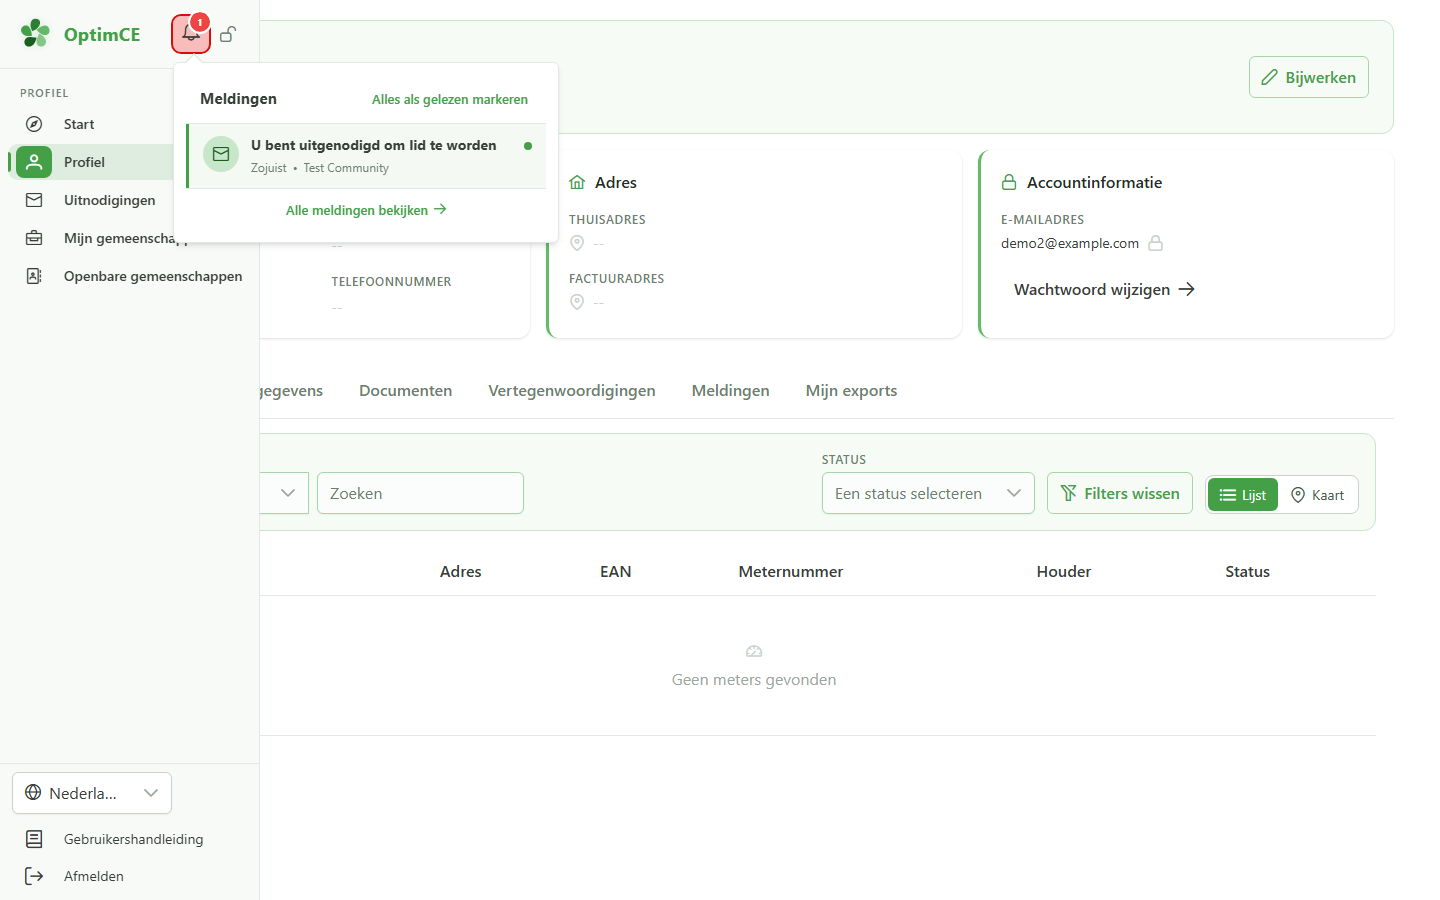 OptimCE
1
PROFIEL
Start
Profiel
Uitnodigingen
Mijn gemeenschap
Openbare gemeenschappen
Meldingen
Alles als gelezen markeren
U bent uitgenodigd om lid te worden
Zojuist • Test Community
Alle meldingen bekijken
Bijwerken
--
TELEFOONNUMMER
--
Adres
THUISADRES
--
FACTUURADRES
--
Accountinformatie
E-MAILADRES
demo2@example.com
Wachtwoord wijzigen
gegevens
Documenten
Vertegenwoordigingen
Meldingen
Mijn exports
Zoeken
STATUS
Een status selecteren
Filters wissen
Lijst
Kaart
Adres
EAN
Meternummer
Houder
Status
Geen meters gevonden
Nederla...
Gebruikershandleiding
Afmelden